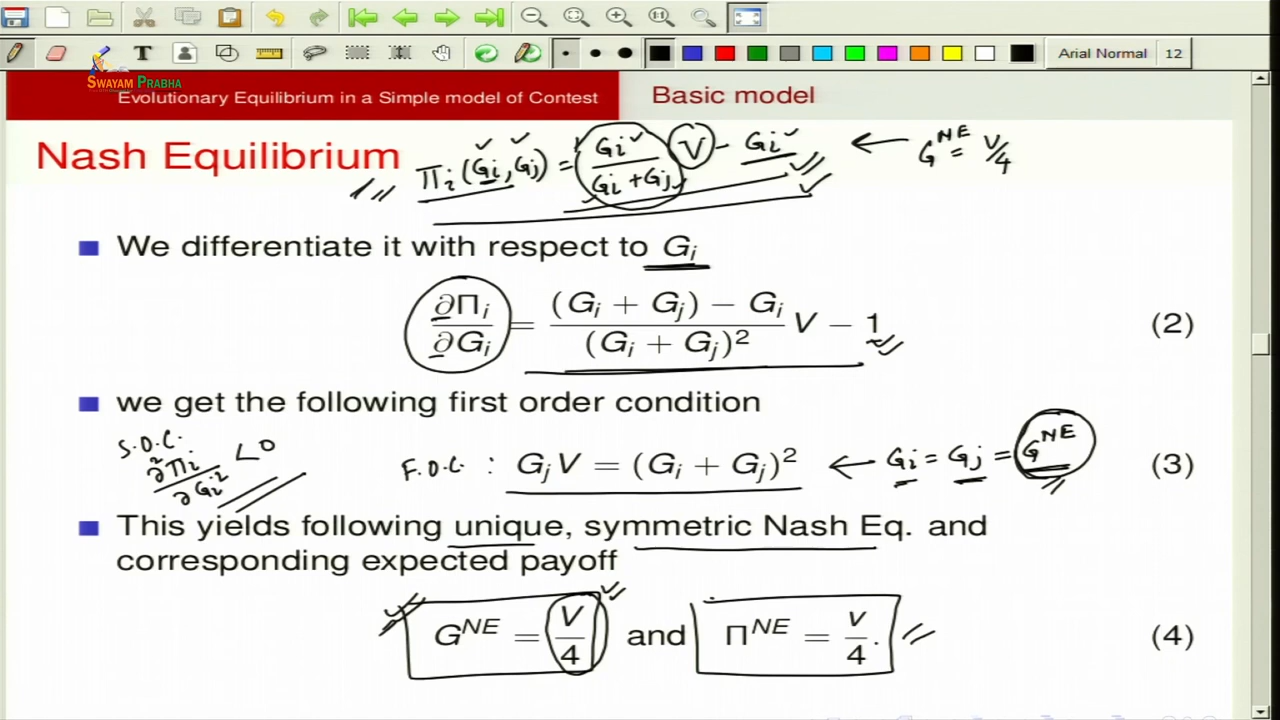 Arial Normal 12
SWAYAM PRABHA
Evolutionary Equilibrium in a Simple model of Contest Basic model
Nash Equilibrium
Πi (Gi, Gj) = Gi / (Gi + Gj) V - Gi ← G^NE = V/4
We differentiate it with respect to Gi
∂Πi / ∂Gi = ((Gi + Gj) − Gi) / (Gi + Gj)² V − 1 (2)
we get the following first order condition
S.O.C. ∂²Πi / ∂Gi² < 0
F.O.C. : GjV = (Gi + Gj)² ← Gi = Gj = G^NE (3)
This yields following unique, symmetric Nash Eq. and
corresponding expected payoff
G^NE = V/4 and Π^NE = V/4. (4)